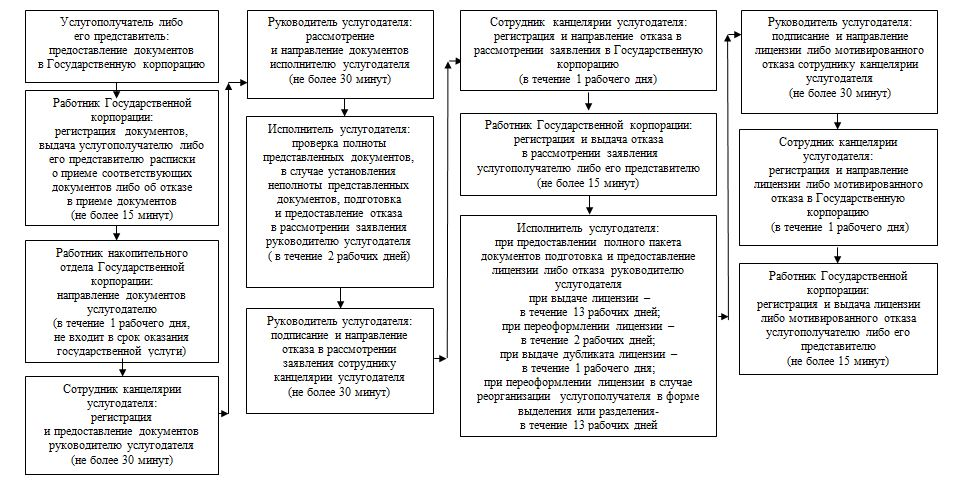 Услугополучатель либо
его представитель:
предоставление документов
в Государственную корпорацию
Работник Государственной
корпорации:
регистрация документов,
выдача услугополучателю либо
его представителю расписки
о приеме соответствующих
документов либо об отказе
в приеме документов
(не более 15 минут)
Работник накопительного
отдела Государственной
корпорации:
направление документов
услугодателю
(в течение 1 рабочего дня,
не входит в срок оказания
государственной услуги)
Сотрудник канцелярии
услугодателя:
регистрация
и предоставление документов
руководителю услугодателя
(не более 30 минут)
Руководитель услугодателя:
рассмотрение
и направление документов
исполнителю услугодателя
(не более 30 минут)
Исполнитель услугодателя:
проверка полноты
представленных документов,
в случае установления
неполноты представленных
документов, подготовка
и предоставление отказа
в рассмотрении заявления
руководителю услугодателя
( в течение 2 рабочих дней)
Руководитель услугодателя:
подписание и направление
отказа в рассмотрении
заявления сотруднику
канцелярии услугодателя
(не более 30 минут)
Сотрудник канцелярии услугодателя:
регистрация и направление отказа в
рассмотрении заявления в Государственную
корпорацию
(в течение 1 рабочего дня)
Работник Государственной корпорации:
регистрация и выдача отказа
в рассмотрении заявления
услугополучателю либо его представителю
(не более 15 минут)
Исполнитель услугодателя:
при предоставлении полного пакета
документов подготовка и предоставление
лицензии либо отказа руководителю
услугодателя
при выдаче лицензии –
в течение 13 рабочих дней;
при переоформлении лицензии –
в течение 2 рабочих дней;
при выдаче дубликата лицензии –
в течение 1 рабочего дня;
при переоформлении лицензии в случае
реорганизации услугополучателя в форме
выделения или разделения-
в течение 13 рабочих дней
Руководитель услугодателя:
подписание и направление
лицензии либо мотивированного
отказа сотруднику канцелярии
услугодателя
(не более 30 минут)
Сотрудник канцелярии
услугодателя:
регистрация и направление
лицензии либо мотивированного
отказа в Государственную
корпорацию
(в течение 1 рабочего дня)
Работник Государственной
корпорации:
регистрация и выдача лицензии
либо мотивированного отказа
услугополучателю либо его
представителю
(не более 15 минут)